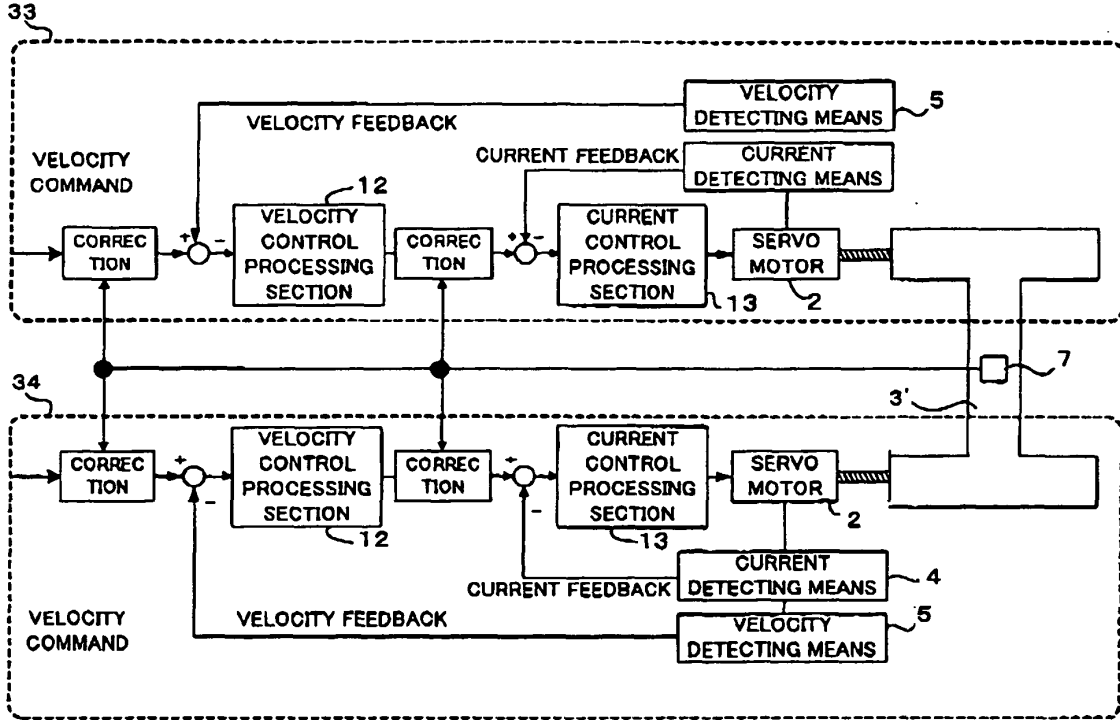 33
VELOCITY
DETECTING MEANS
5
VELOCITY FEEDBACK
CURRENT FEEDBACK
CURRENT
DETECTING MEANS
VELOCITY
COMMAND
12
CORREC
TION
+
-
VELOCITY
CONTROL
PROCESSING
SECTION
CORREC
TION
+
-
CURRENT
CONTROL
PROCESSING
SECTION
13
SERVO
MOTOR
2
7
3'
34
CORREC
TION
+
-
VELOCITY
CONTROL
PROCESSING
SECTION
12
CORREC
TION
+
-
CURRENT
CONTROL
PROCESSING
SECTION
13
SERVO
MOTOR
2
CURRENT FEEDBACK
CURRENT
DETECTING MEANS
4
VELOCITY
COMMAND
VELOCITY FEEDBACK
VELOCITY
DETECTING MEANS
5